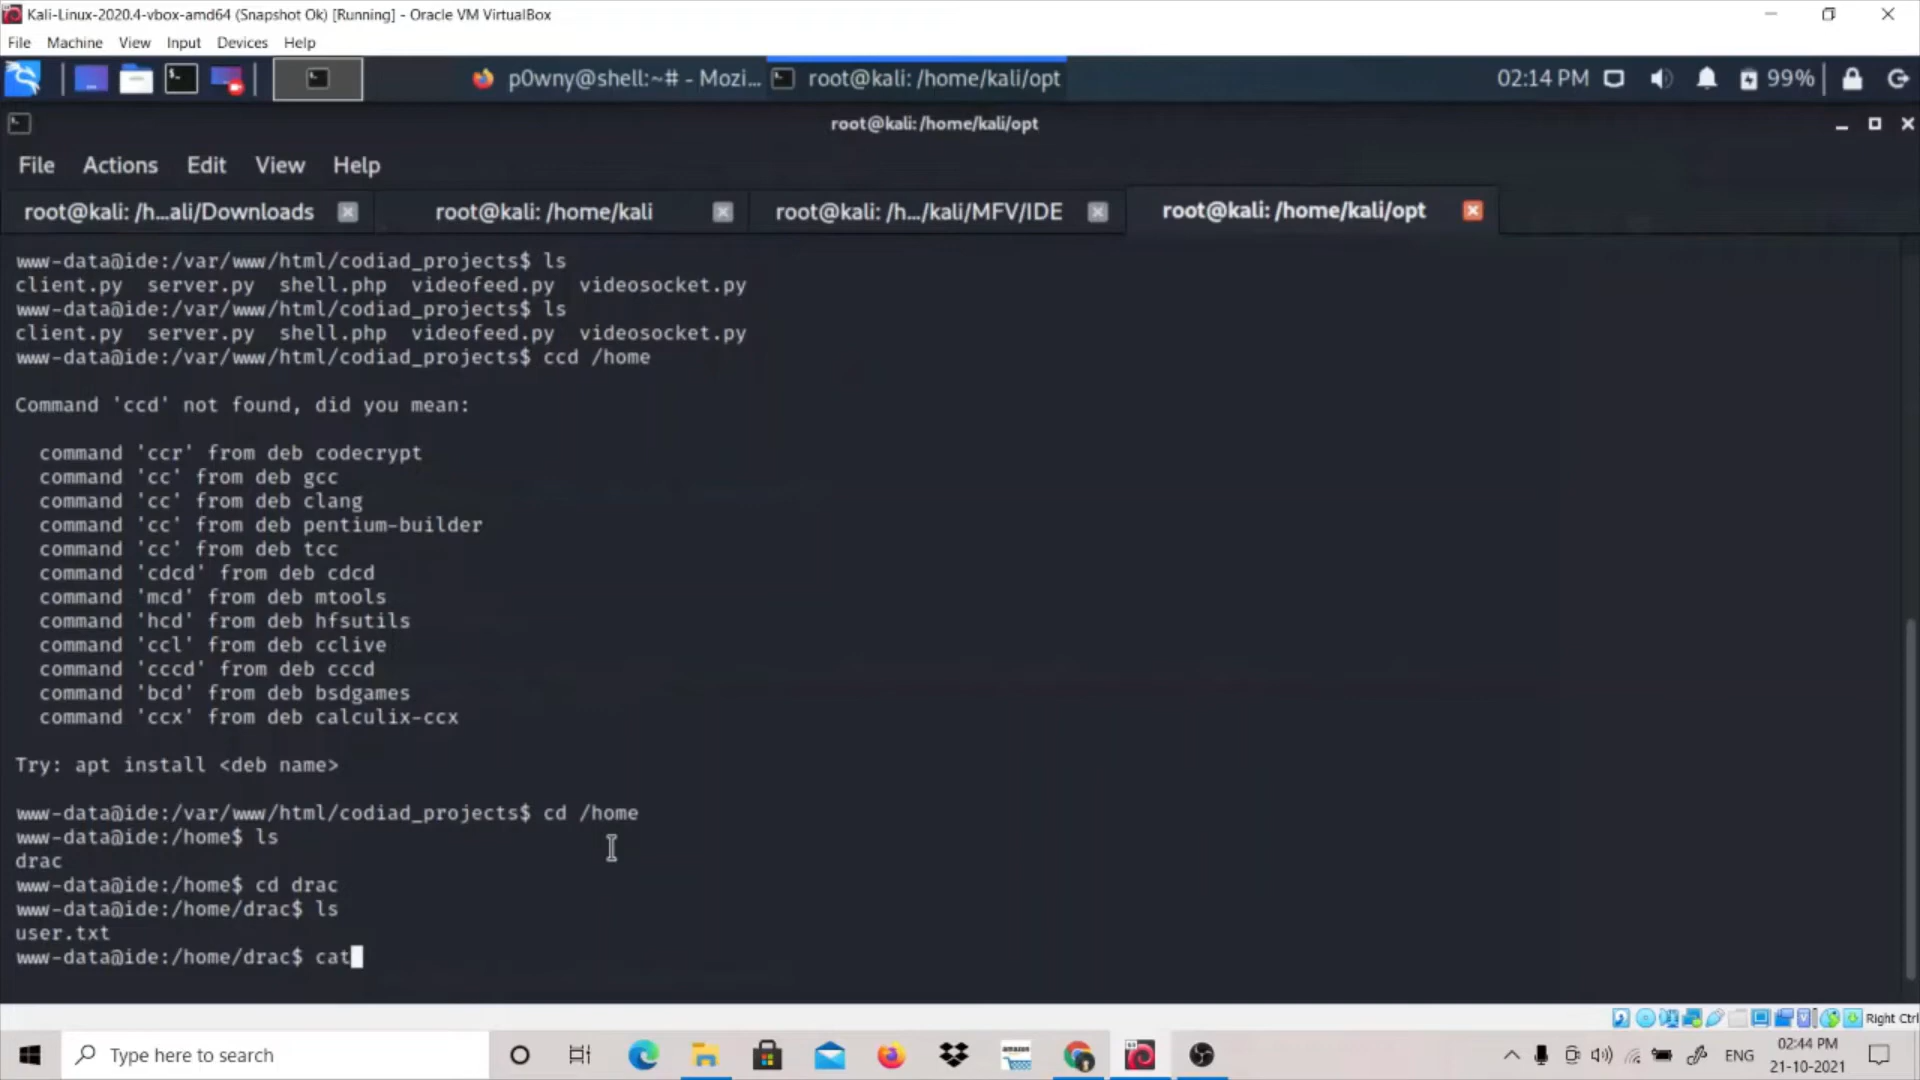 Kali-Linux-2020.4-vbox-amd64 (Snapshot Ok) [Running] - Oracle VM VirtualBox
File Machine View Input Devices Help
p0wny@shell:~# - Mozi... root@kali: /home/kali/opt 02:14 PM 99%
root@kali: /home/kali/opt
File Actions Edit View Help
root@kali: /h...ali/Downloads root@kali: /home/kali root@kali: /h.../kali/MFV/IDE root@kali: /home/kali/opt
www-data@ide:/var/www/html/codiad_projects$ ls
client.py server.py shell.php videofeed.py videosocket.py
www-data@ide:/var/www/html/codiad_projects$ ls
client.py server.py shell.php videofeed.py videosocket.py
www-data@ide:/var/www/html/codiad_projects$ ccd /home
Command 'ccd' not found, did you mean:
command 'ccr' from deb codecrypt
command 'cc' from deb gcc
command 'cc' from deb clang
command 'cc' from deb pentium-builder
command 'cc' from deb tcc
command 'cdcd' from deb cdcd
command 'mcd' from deb mtools
command 'hcd' from deb hfsutils
command 'ccl' from deb cclive
command 'cccd' from deb cccd
command 'bcd' from deb bsdgames
command 'ccx' from deb calculix-ccx
Try: apt install <deb name>
www-data@ide:/var/www/html/codiad_projects$ cd /home
www-data@ide:/home$ ls
drac
www-data@ide:/home$ cd drac
www-data@ide:/home/drac$ ls
user.txt
www-data@ide:/home/drac$ cat
Right Ctrl
Type here to search amazon ENG 02:44 PM
21-10-2021